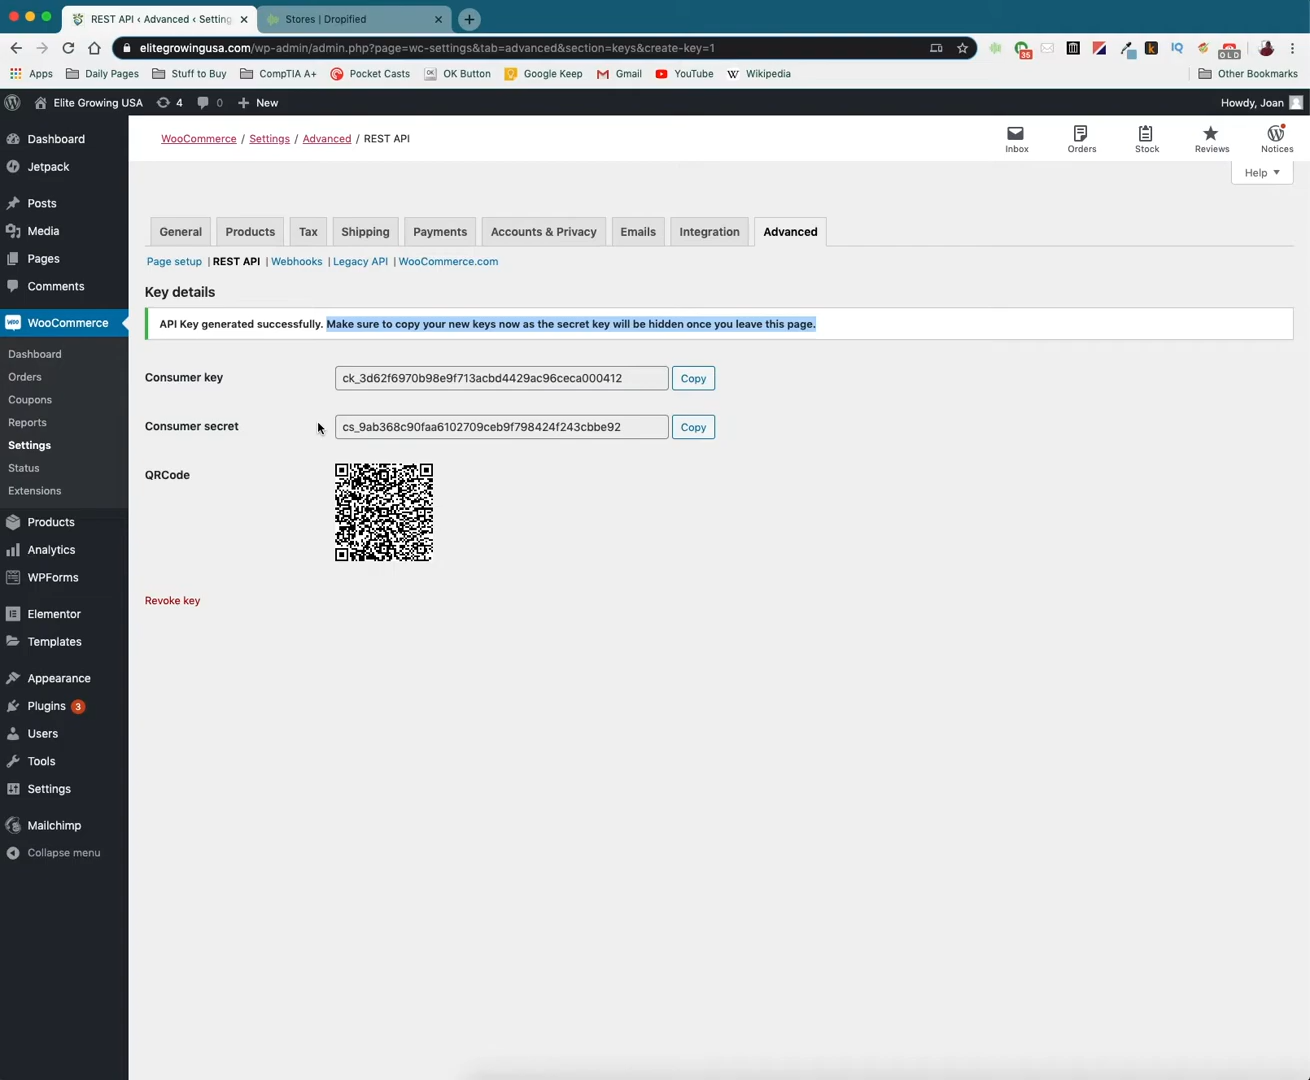 REST API ‹ Advanced ‹ Setting
Stores | Dropified
elitegrowingusa.com/wp-admin/admin.php?page=wc-settings&tab=advanced&section=keys&create-key=1
35
OLD
Apps
Daily Pages
Stuff to Buy
CompTIA A+
Pocket Casts
OK
OK Button
Google Keep
Gmail
YouTube
W Wikipedia
Other Bookmarks
Elite Growing USA
4
0
New
Howdy, Joan
WooCommerce / Settings / Advanced / REST API
Inbox
Orders
Stock
Reviews
Notices
Help
Dashboard
Jetpack
Posts
Media
Pages
Comments
WooCommerce
Dashboard
Orders
Coupons
Reports
Settings
Status
Extensions
Products
Analytics
WPForms
Elementor
Templates
Appearance
Plugins 3
Users
Tools
Settings
Mailchimp
Collapse menu
General
Products
Tax
Shipping
Payments
Accounts & Privacy
Emails
Integration
Advanced
Page setup | REST API | Webhooks | Legacy API | WooCommerce.com
Key details
API Key generated successfully. Make sure to copy your new keys now as the secret key will be hidden once you leave this page.
Consumer key
ck_3d62f6970b98e9f713acbd4429ac96ceca000412
Copy
Consumer secret
cs_9ab368c90faa6102709ceb9f798424f243cbbe92
Copy
QRCode
Revoke key